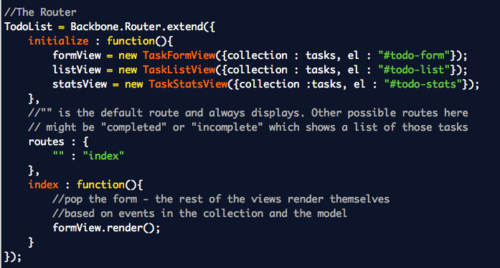 //The Router
TodoList = Backbone.Router.extend({
    initialize : function(){
        formView = new TaskFormView({collection : tasks, el : "#todo-form"});
        listView = new TaskListView({collection : tasks, el : "#todo-list"});
        statsView = new TaskStatsView({collection :tasks, el : "#todo-stats"});
    },
    //"" is the default route and always displays. Other possible routes here
    // might be "completed" or "incomplete" which shows a list of those tasks
    routes : {
        "" : "index"
    },
    index : function(){
        //pop the form - the rest of the views render themselves
        //based on events in the collection and the model
        formView.render();
    }
});